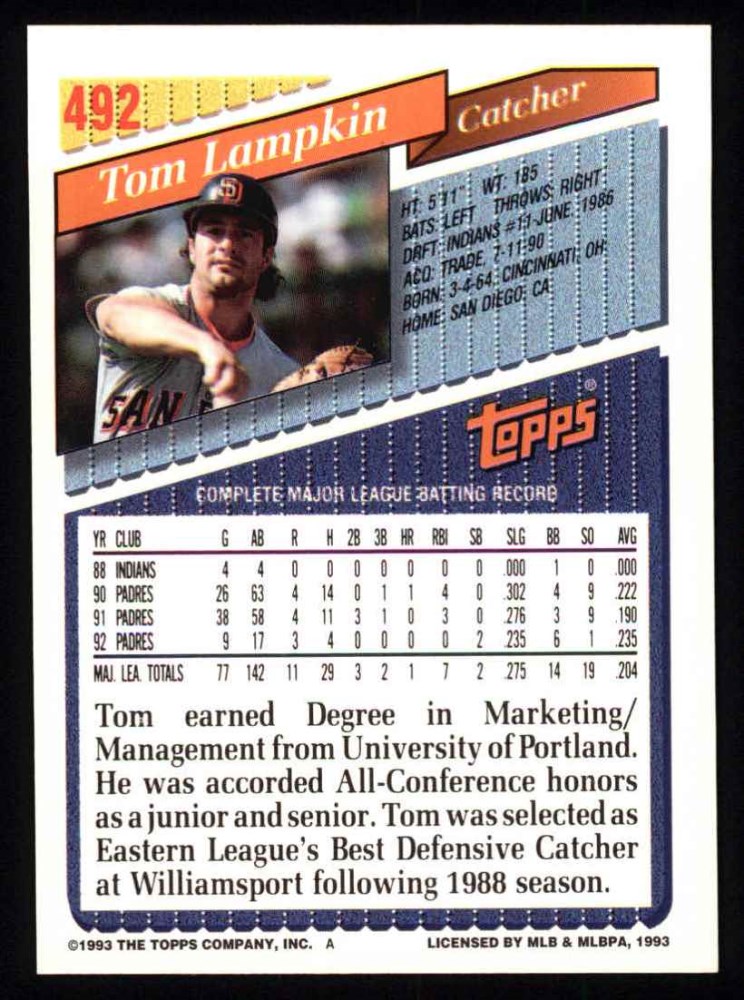 492
Tom Lampkin
Catcher
HT: 5'11" WT: 185
BATS: LEFT THROWS: RIGHT
DRFT: INDIANS #11-JUNE, 1986
ACQ: TRADE, 7-11-90
BORN: 3-4-64, CINCINNATI, OH
HOME: SAN DIEGO, CA
SD
SAN
TOPPS®
COMPLETE MAJOR LEAGUE BATTING RECORD
YR CLUB G AB R H 2B 3B HR RBI SB SLG BB SO AVG
88 INDIANS 4 4 0 0 0 0 0 0 0 .000 1 0 .000
90 PADRES 26 63 4 14 0 1 1 4 0 .302 4 9 .222
91 PADRES 38 58 4 11 3 1 0 3 0 .276 3 9 .190
92 PADRES 9 17 3 4 0 0 0 0 2 .235 6 1 .235
MAJ. LEA. TOTALS 77 142 11 29 3 2 1 7 2 .275 14 19 .204
Tom earned Degree in Marketing/
Management from University of Portland.
He was accorded All-Conference honors
as a junior and senior. Tom was selected as
Eastern League's Best Defensive Catcher
at Williamsport following 1988 season.
©1993 THE TOPPS COMPANY, INC. A
LICENSED BY MLB & MLBPA, 1993